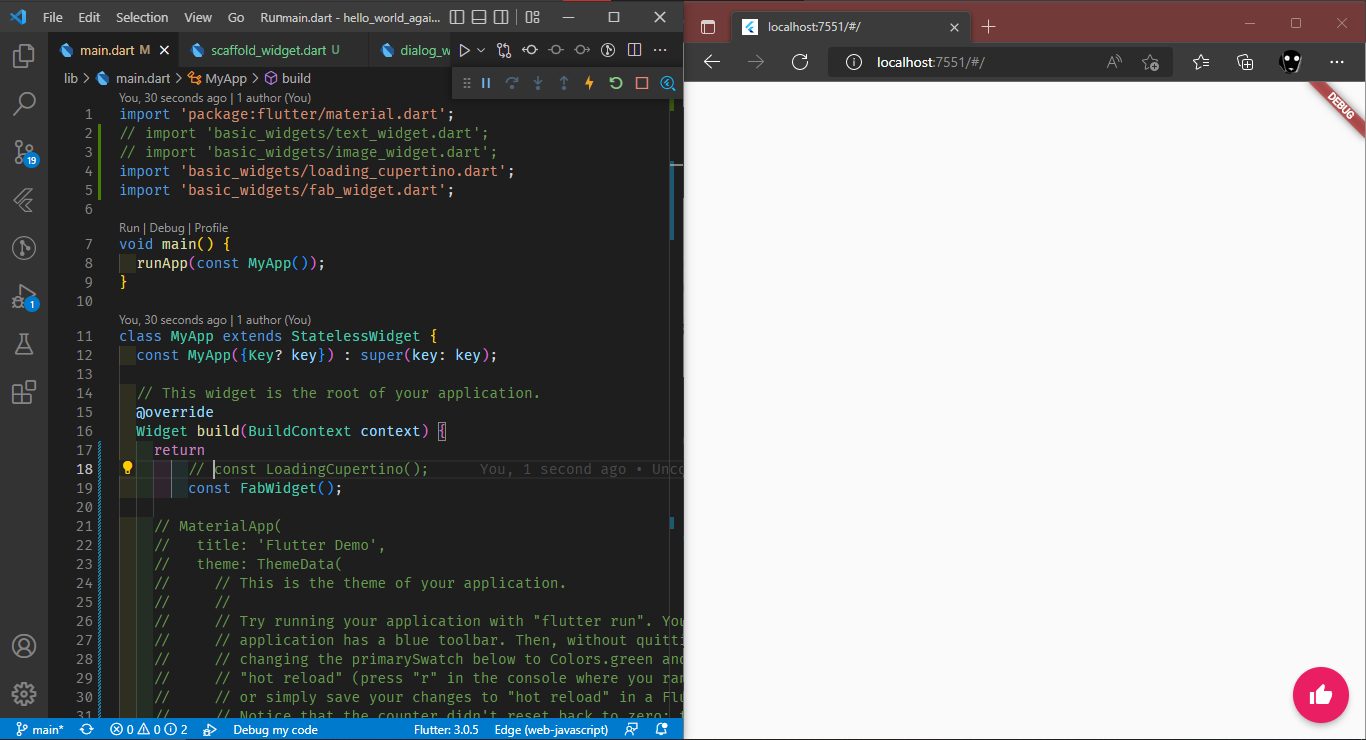 File Edit Selection View Go Run main.dart - hello_world_agai...
main.dart M scaffold_widget.dart U dialog_w
lib > main.dart > MyApp > build
You, 30 seconds ago | 1 author (You)
1 import 'package:flutter/material.dart';
2 // import 'basic_widgets/text_widget.dart';
3 // import 'basic_widgets/image_widget.dart';
4 import 'basic_widgets/loading_cupertino.dart';
5 import 'basic_widgets/fab_widget.dart';
6
Run | Debug | Profile
7 void main() {
8 runApp(const MyApp());
9 }
10
You, 30 seconds ago | 1 author (You)
11 class MyApp extends StatelessWidget {
12 const MyApp({Key? key}) : super(key: key);
13
14 // This widget is the root of your application.
15 @override
16 Widget build(BuildContext context) {
17 return
18 // const LoadingCupertino(); You, 1 second ago • Unco
19 const FabWidget();
20
21 // MaterialApp(
22 // title: 'Flutter Demo',
23 // theme: ThemeData(
24 // // This is the theme of your application.
25 // //
26 // // Try running your application with "flutter run". You
27 // // application has a blue toolbar. Then, without quitti
28 // // changing the primarySwatch below to Colors.green and
29 // // "hot reload" (press "r" in the console where you ran
30 // // or simply save your changes to "hot reload" in a Flu
31 // // Notice that the counter didn't reset back to zero;
19
1
main* 0 0 2 Debug my code Flutter: 3.0.5 Edge (web-javascript)
localhost:7551/#/
localhost:7551/#/
DEBUG